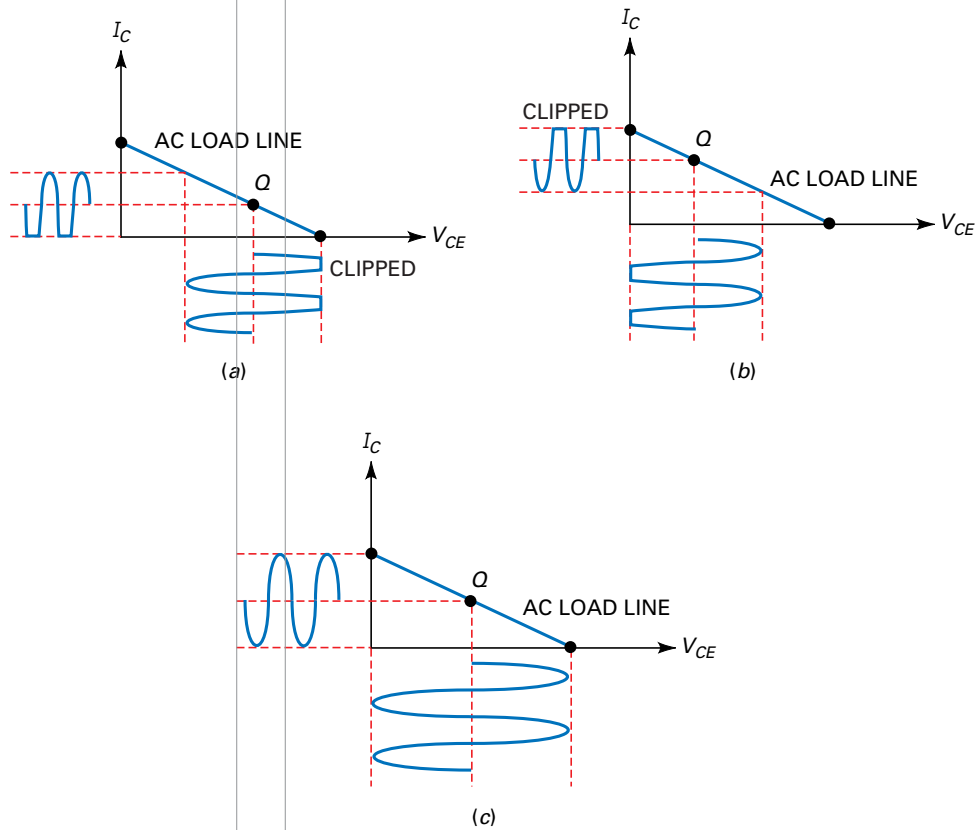 I_C
AC LOAD LINE
Q
V_CE
CLIPPED
(a)
I_C
CLIPPED
Q
AC LOAD LINE
V_CE
(b)
I_C
Q
AC LOAD LINE
V_CE
(c)